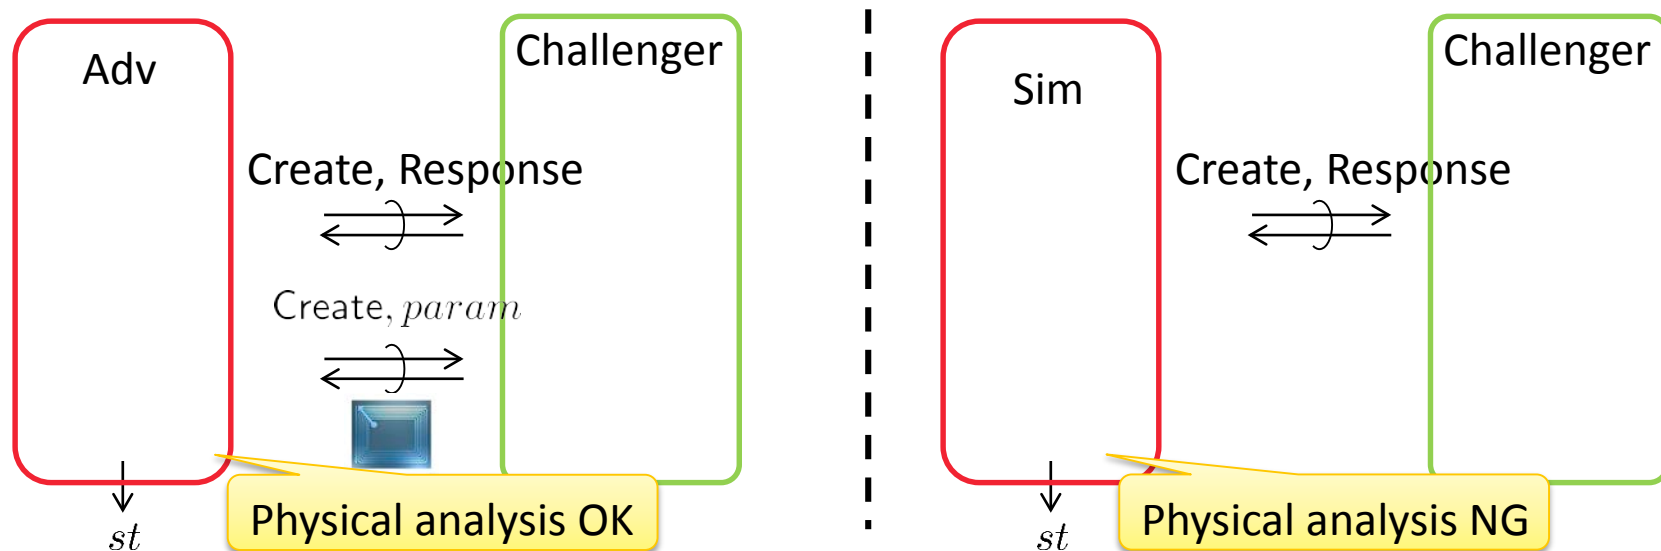 Adv
Challenger
Create, Response
Create, param
Physical analysis OK
st
Sim
Challenger
Create, Response
Physical analysis NG
st